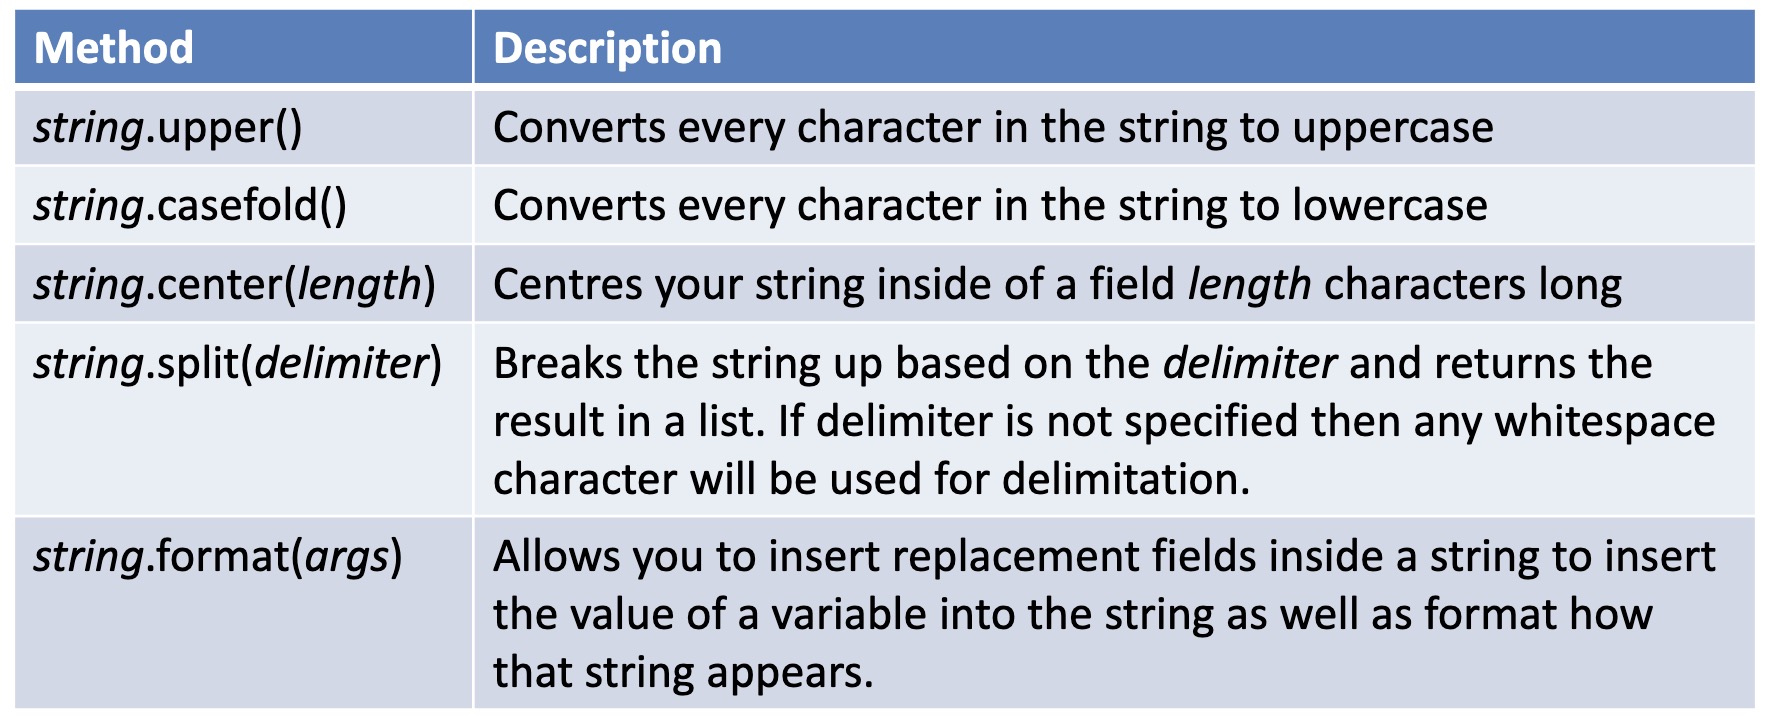 Method Description
string.upper() Converts every character in the string to uppercase
string.casefold() Converts every character in the string to lowercase
string.center(length) Centres your string inside of a field length characters long
string.split(delimiter) Breaks the string up based on the delimiter and returns the
result in a list. If delimiter is not specified then any whitespace
character will be used for delimitation.
string.format(args) Allows you to insert replacement fields inside a string to insert
the value of a variable into the string as well as format how
that string appears.